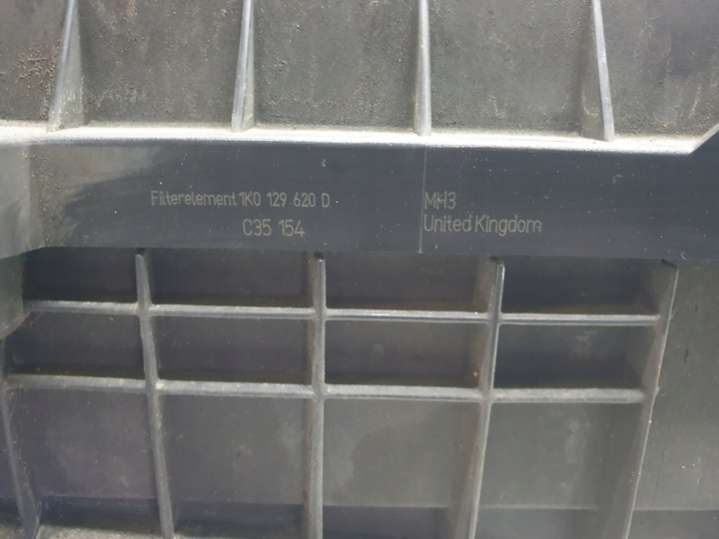 Filterelement 1K0 129 620 D
C35 154
MH3
United Kingdom